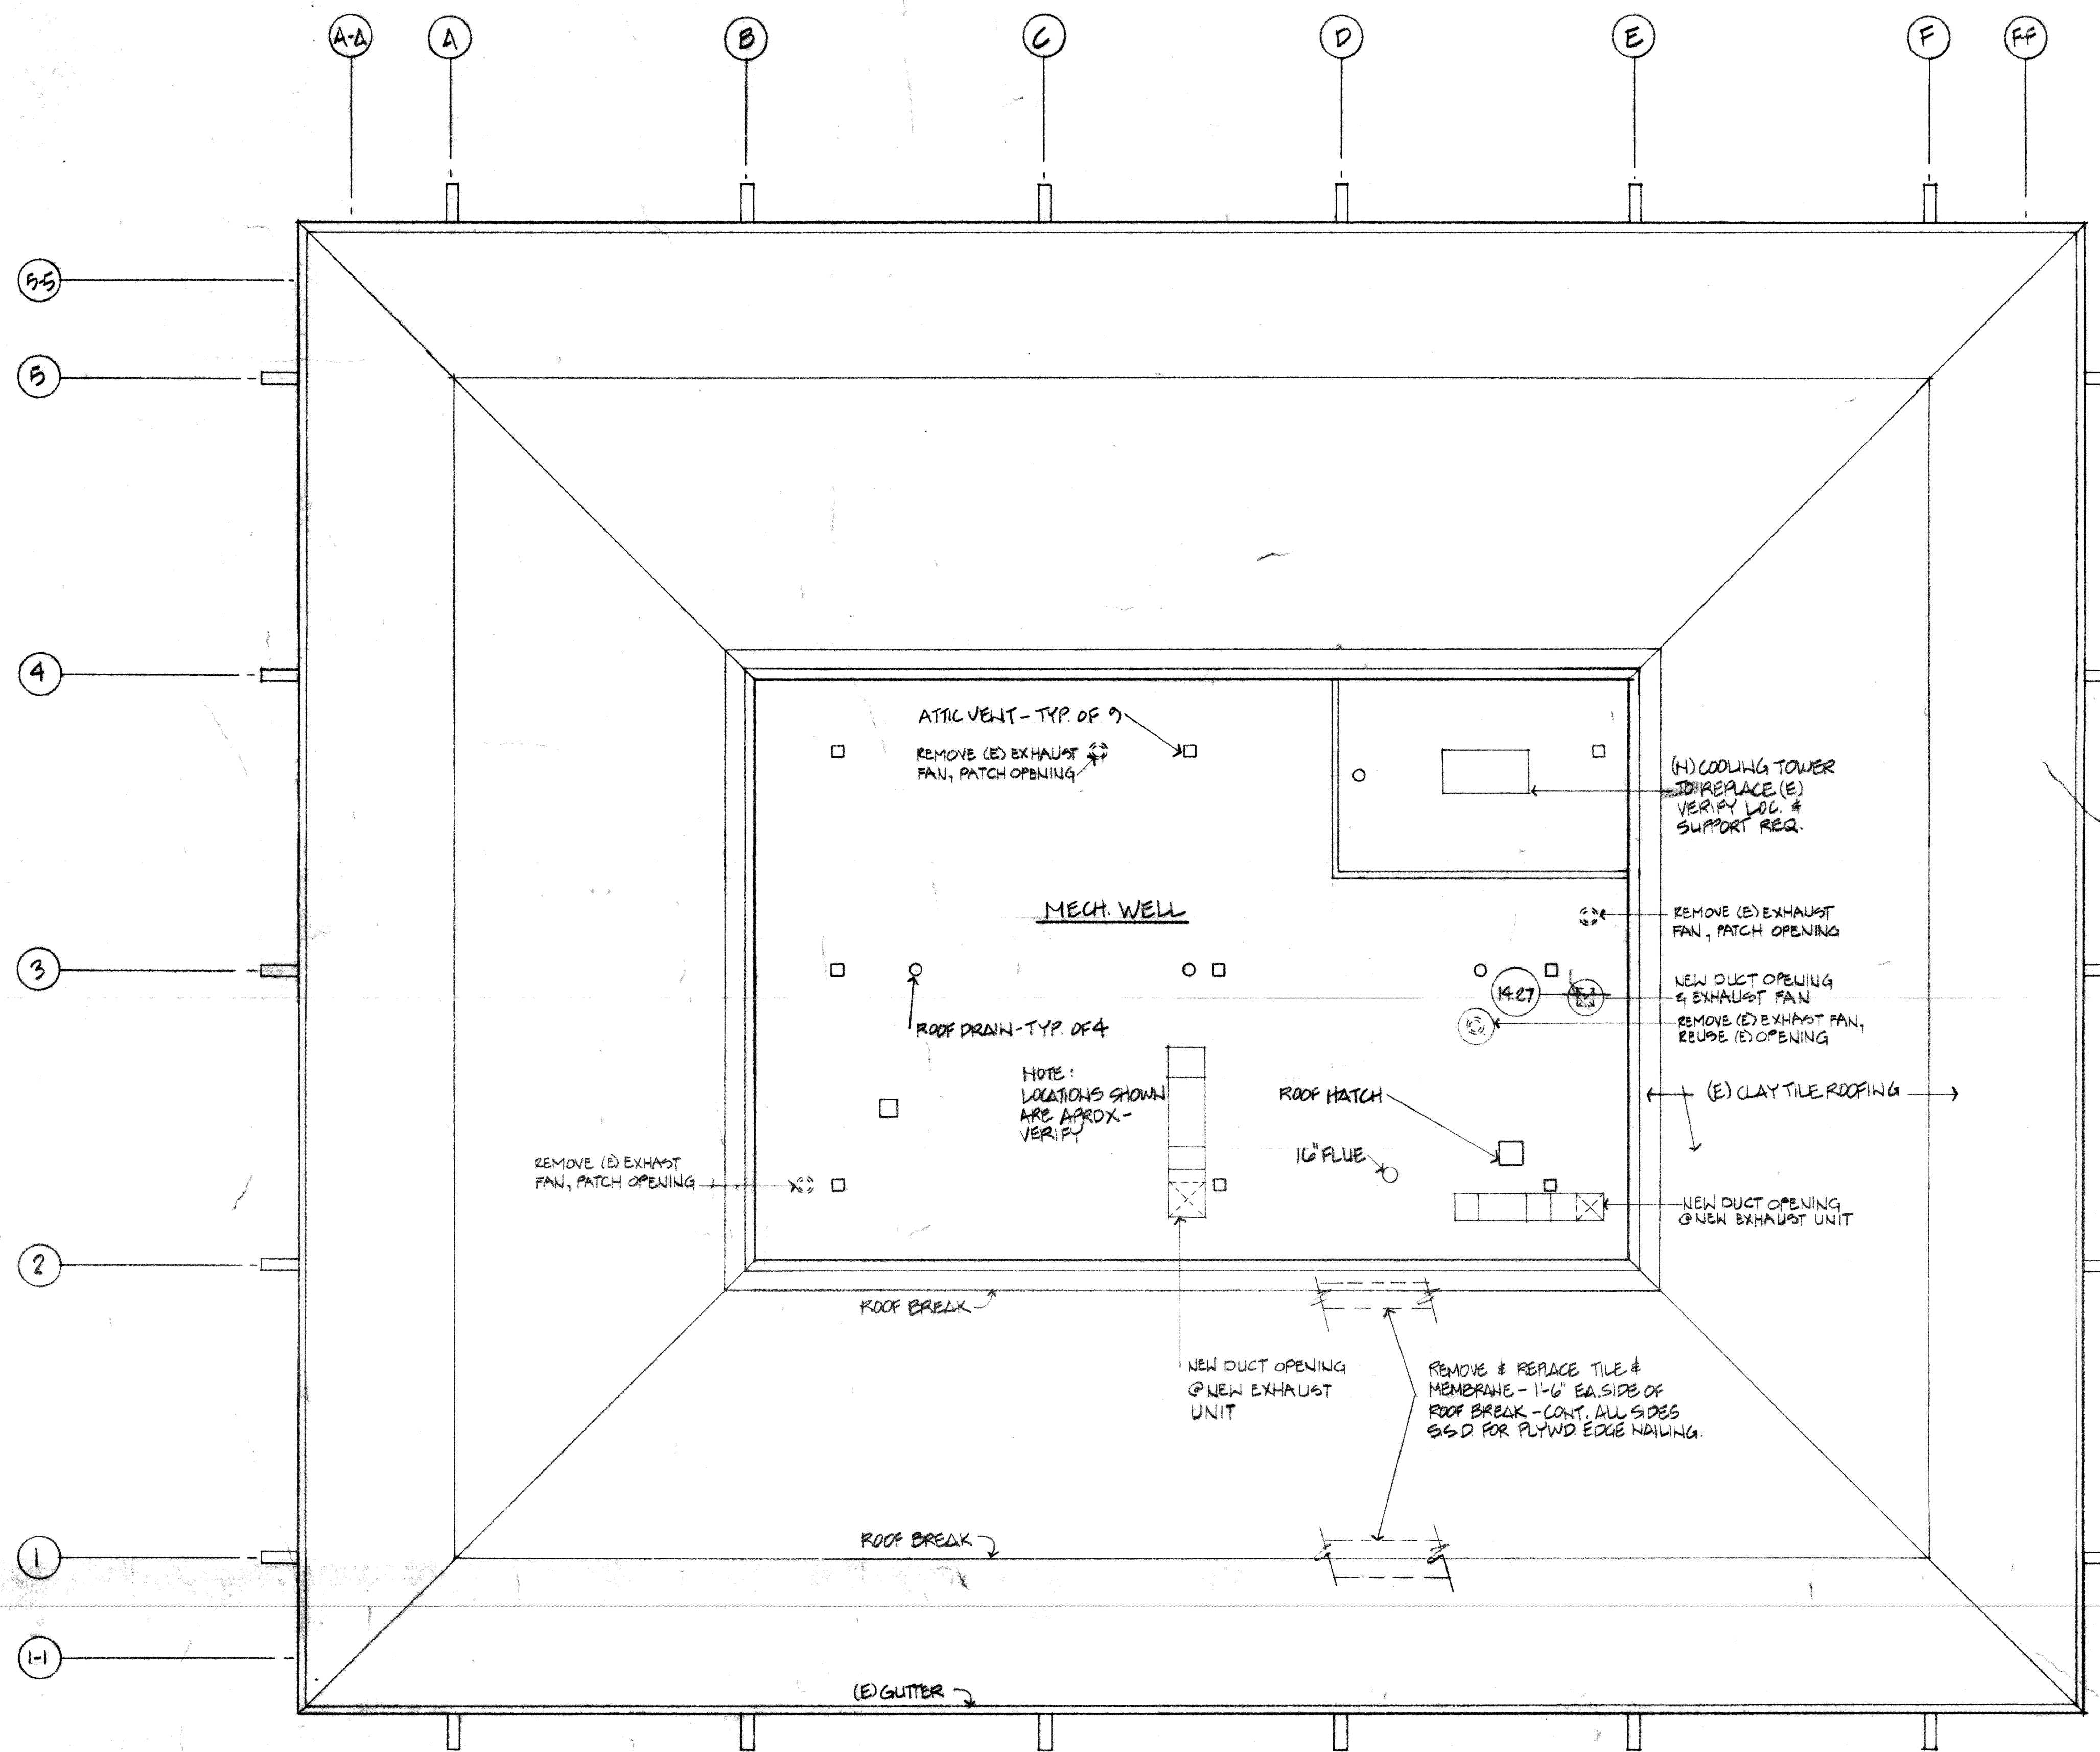 A-A
A
B
C
D
E
F
F-F
5-5
5
4
3
2
1
1-1
ATTIC VENT - TYP. OF 9
REMOVE (E) EXHAUST
FAN, PATCH OPENING
(N) COOLING TOWER
TO REPLACE (E)
VERIFY LOC. &
SUPPORT REQ.
MECH. WELL
REMOVE (E) EXHAUST
FAN, PATCH OPENING
14.27
NEW DUCT OPENING
& EXHAUST FAN
REMOVE (E) EXHAST FAN,
REUSE (E) OPENING
ROOF DRAIN - TYP. OF 4
NOTE:
LOCATIONS SHOWN
ARE APROX -
VERIFY
ROOF HATCH
(E) CLAY TILE ROOFING
16" FLUE
REMOVE (E) EXHAST
FAN, PATCH OPENING
NEW DUCT OPENING
@ NEW EXHAUST UNIT
ROOF BREAK
NEW DUCT OPENING
@ NEW EXHAUST
UNIT
REMOVE & REPLACE TILE &
MEMBRANE - 1'-6" EA. SIDE OF
ROOF BREAK - CONT. ALL SIDES
S.S.D. FOR PLYWD. EDGE NAILING.
ROOF BREAK
(E) GUTTER